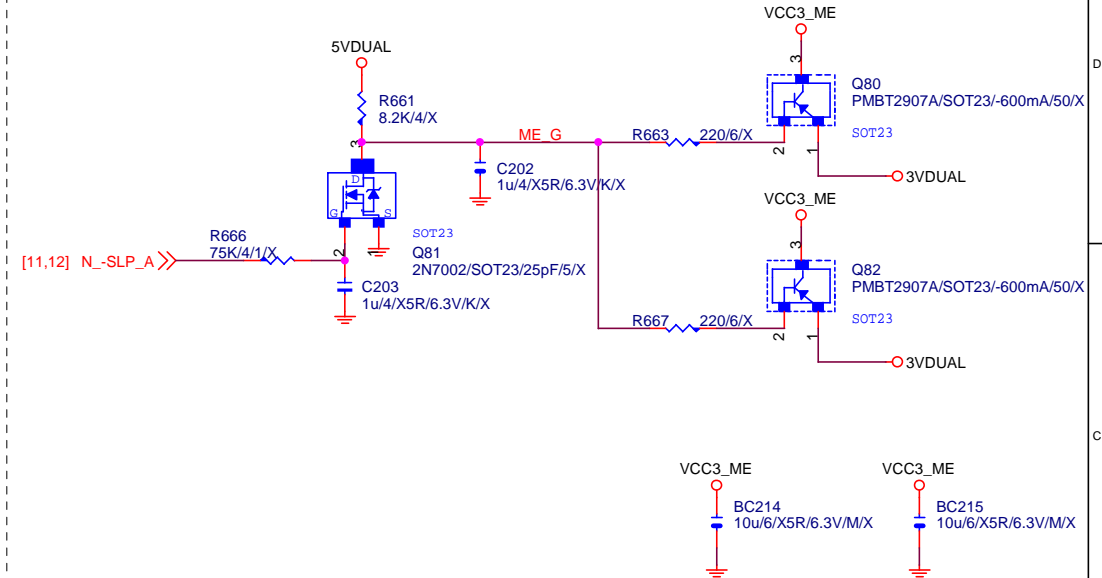 VCC3_ME
D
5VDUAL
3
R661
8.2K/4/X
Q80
PMBT2907A/SOT23/-600mA/50/X
SOT23
3
ME_G
R663
220/6/X
2
1
C202
1u/4/X5R/6.3V/K/X
3VDUAL
D
G
S
VCC3_ME
SOT23
R666
75K/4/1/X
2
1
Q81
2N7002/SOT23/25pF/5/X
3
[11,12] N_-SLP_A
Q82
PMBT2907A/SOT23/-600mA/50/X
C203
1u/4/X5R/6.3V/K/X
SOT23
R667
220/6/X
2
1
3VDUAL
C
VCC3_ME
VCC3_ME
BC214
10u/6/X5R/6.3V/M/X
BC215
10u/6/X5R/6.3V/M/X